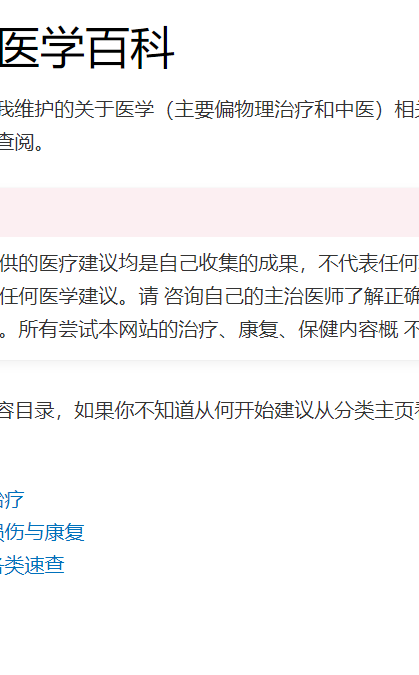 医学百科
我维护的关于医学（主要偏物理治疗和中医）相
查阅。
供的医疗建议均是自己收集的成果，不代表任何
任何医学建议。请 咨询自己的主治医师了解正确
。所有尝试本网站的治疗、康复、保健内容概 不
容目录，如果你不知道从何开始建议从分类主页看
治疗
损伤与康复
各类速查